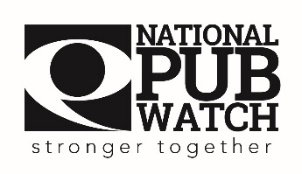 NATIONAL
PUB
WATCH
stronger together